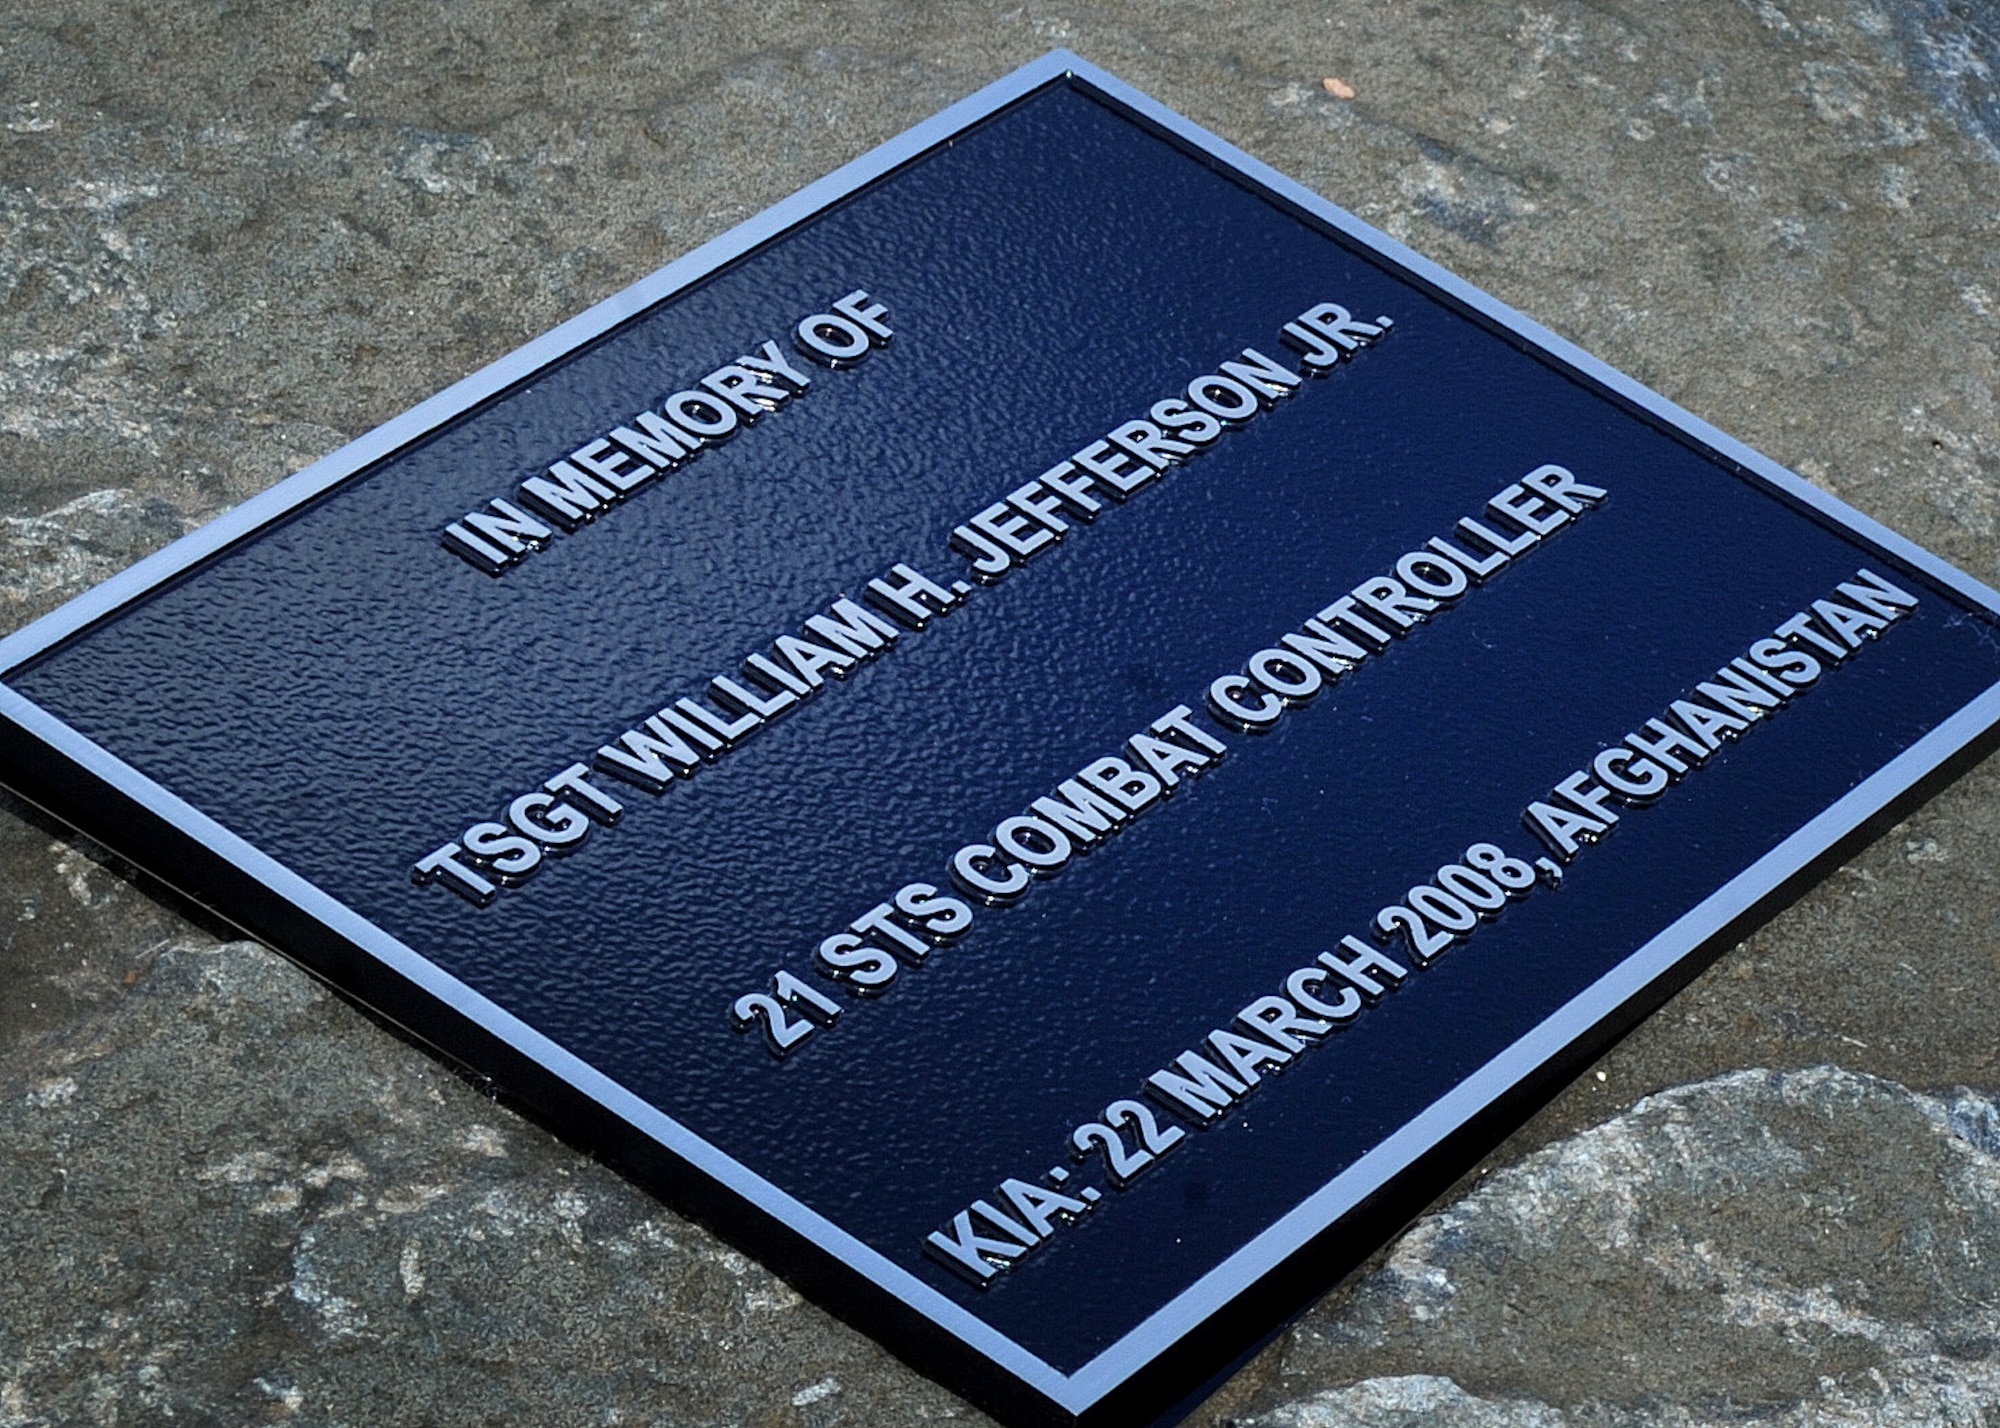 IN MEMORY OF
TSGT WILLIAM H. JEFFERSON JR.
21 STS COMBAT CONTROLLER
KIA: 22 MARCH 2008, AFGHANISTAN